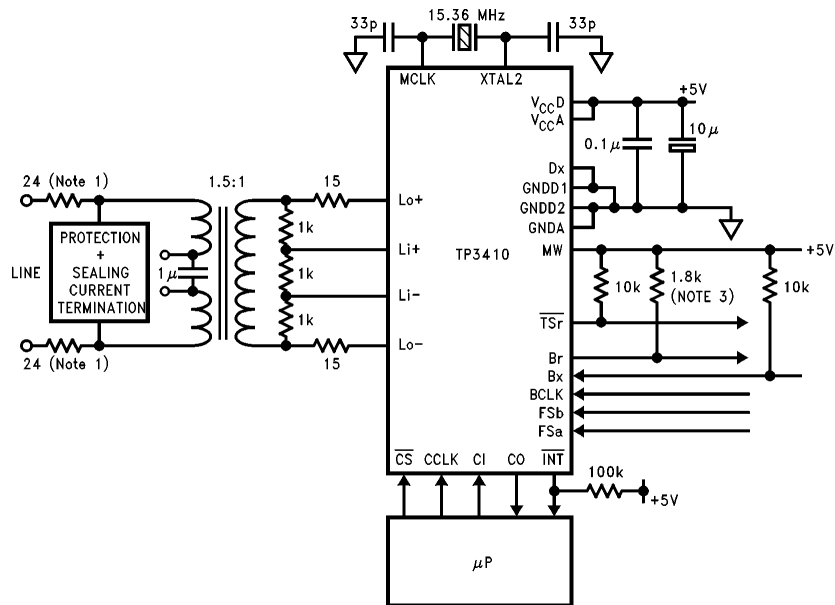 33p
15.36 MHz
33p
MCLK
XTAL2
VCCD
VCCA
+5V
0.1μ
10μ
Dx
GNDD1
GNDD2
GNDA
24 (Note 1)
1.5:1
15
Lo+
1k
Li+
TP3410
MW
+5V
LINE
PROTECTION
+
SEALING
CURRENT
TERMINATION
1μ
1k
Li-
10k
1.8k
(NOTE 3)
10k
1k
TSr
24 (Note 1)
15
Lo-
Br
Bx
BCLK
FSb
FSa
CS
CCLK
CI
CO
INT
100k
+5V
μP